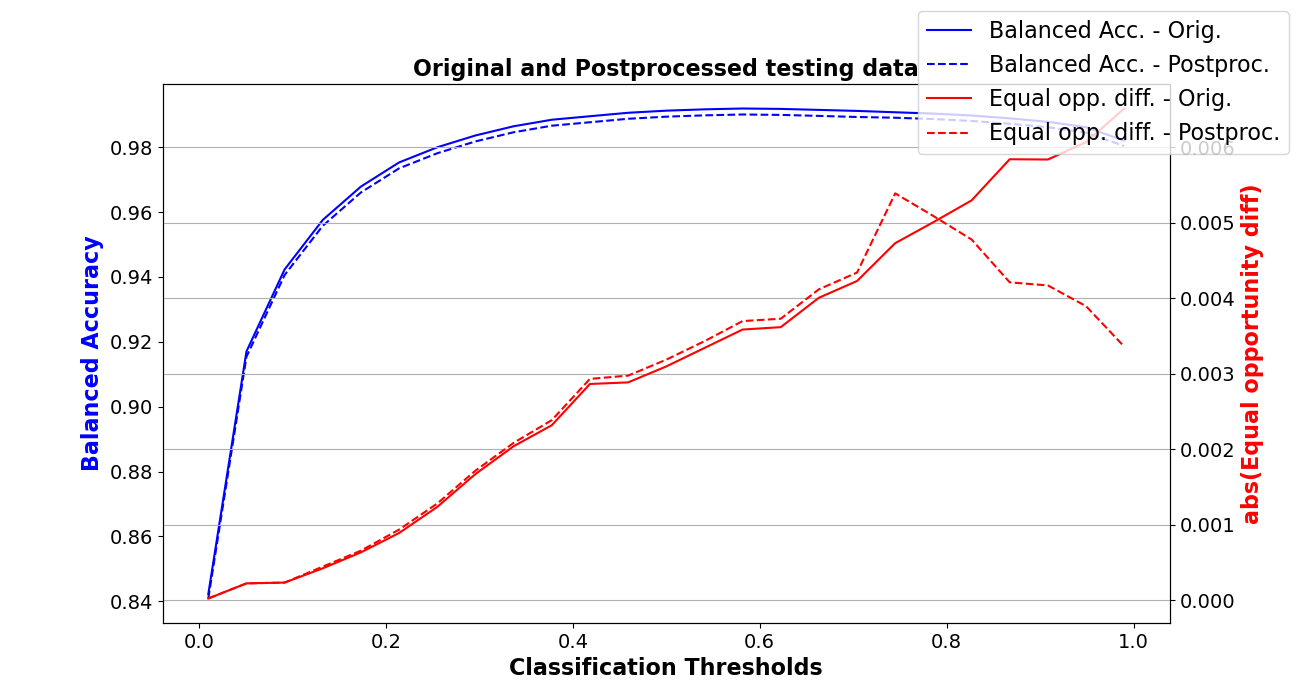 Balanced Acc. - Orig.
Balanced Acc. - Postproc.
Equal opp. diff. - Orig.
Equal opp. diff. - Postproc.
Original and Postprocessed testing data
Balanced Accuracy
0.98
0.96
0.94
0.92
0.90
0.88
0.86
0.84
0.006
0.005
0.004
0.003
0.002
0.001
0.000
abs(Equal opportunity diff)
0.0 0.2 0.4 0.6 0.8 1.0
Classification Thresholds